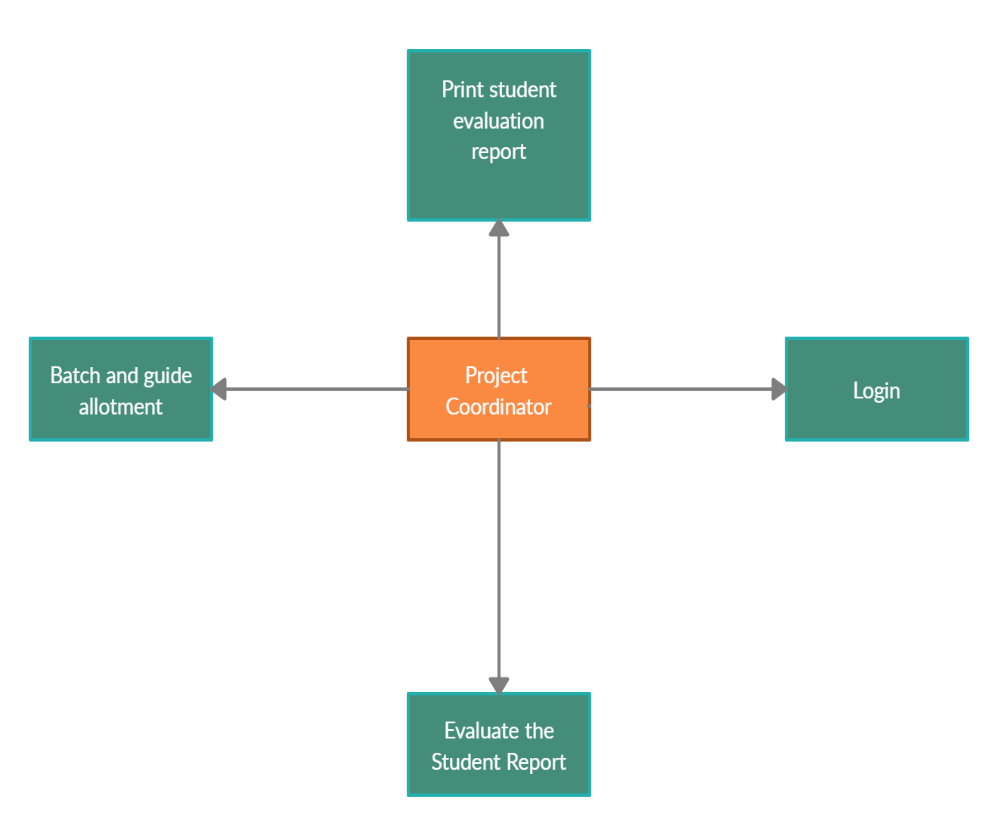 Print student
evaluation
report
Batch and guide
allotment
Project
Coordinator
Login
Evaluate the
Student Report